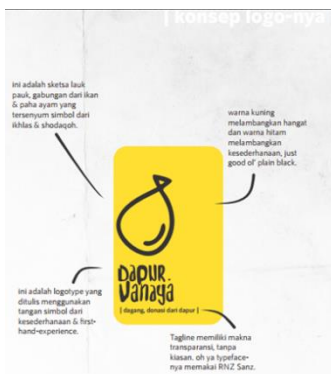 | konsep logo-nya
ini adalah sketsa lauk
pauk, gabungan dari ikan
& paha ayam yang
tersenyum simbol dari
ikhlas & shodaqoh.
warna kuning
melambangkan hangat
dan warna hitam
melambangkan
kesederhanaan, just
good ol' plain black.
DAPUR
Vanaya
| dagang, donasi dari dapur |
ini adalah logotype yang
ditulis menggunakan
tangan simbol dari
kesederhanaan & first-
hand-experience.
Tagline memiliki makna
transparansi, tanpa
kiasan. oh ya typeface-
nya memakai RNZ Sanz.